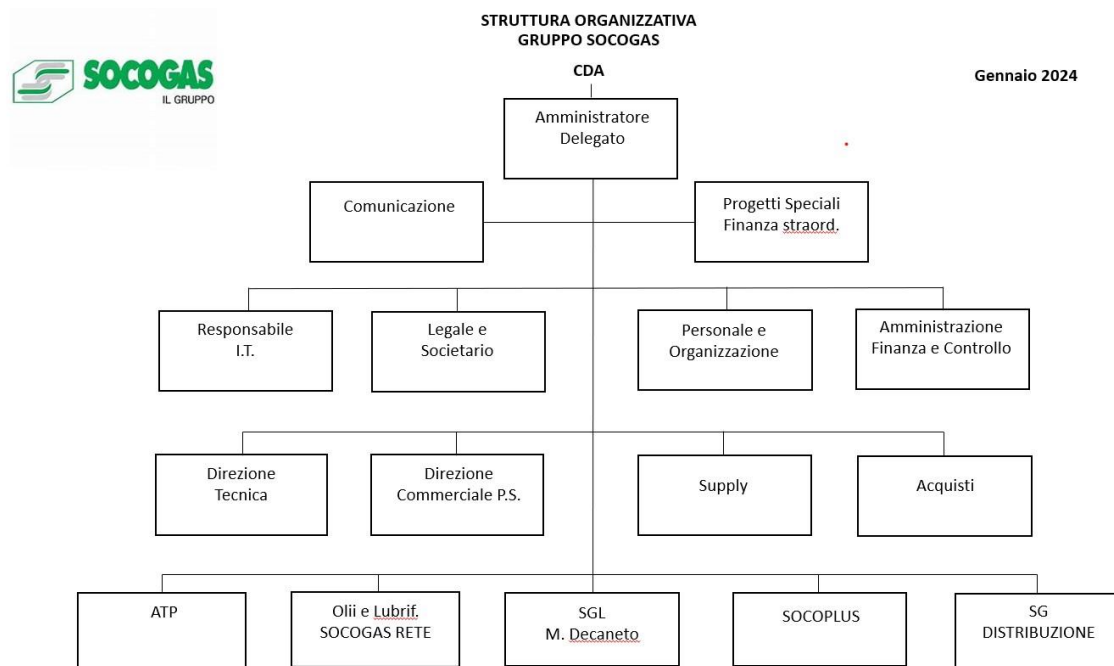 STRUTTURA ORGANIZZATIVA
GRUPPO SOCOGAS
SOCOGAS
IL GRUPPO
CDA
Gennaio 2024
Amministratore
Delegato
Comunicazione
Progetti Speciali
Finanza straord.
Responsabile
I.T.
Legale e
Societario
Personale e
Organizzazione
Amministrazione
Finanza e Controllo
Direzione
Tecnica
Direzione
Commerciale P.S.
Supply
Acquisti
ATP
Olii e Lubrif.
SOCOGAS RETE
SGL
M. Decaneto
SOCOPLUS
SG
DISTRIBUZIONE